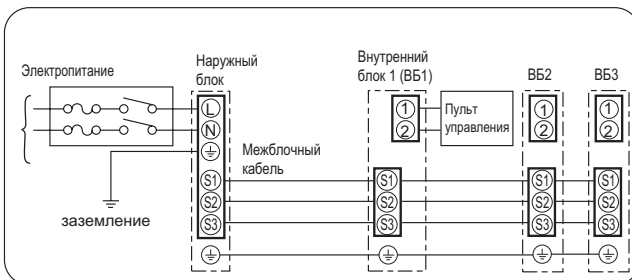 Электропитание
Наружный
блок
Внутренний
блок 1 (ВБ1)
ВБ2
ВБ3
L
N
S1
S2
S3
Межблочный
кабель
заземление
1
2
Пульт
управления
S1
S2
S3
1
2
S1
S2
S3
1
2
S1
S2
S3